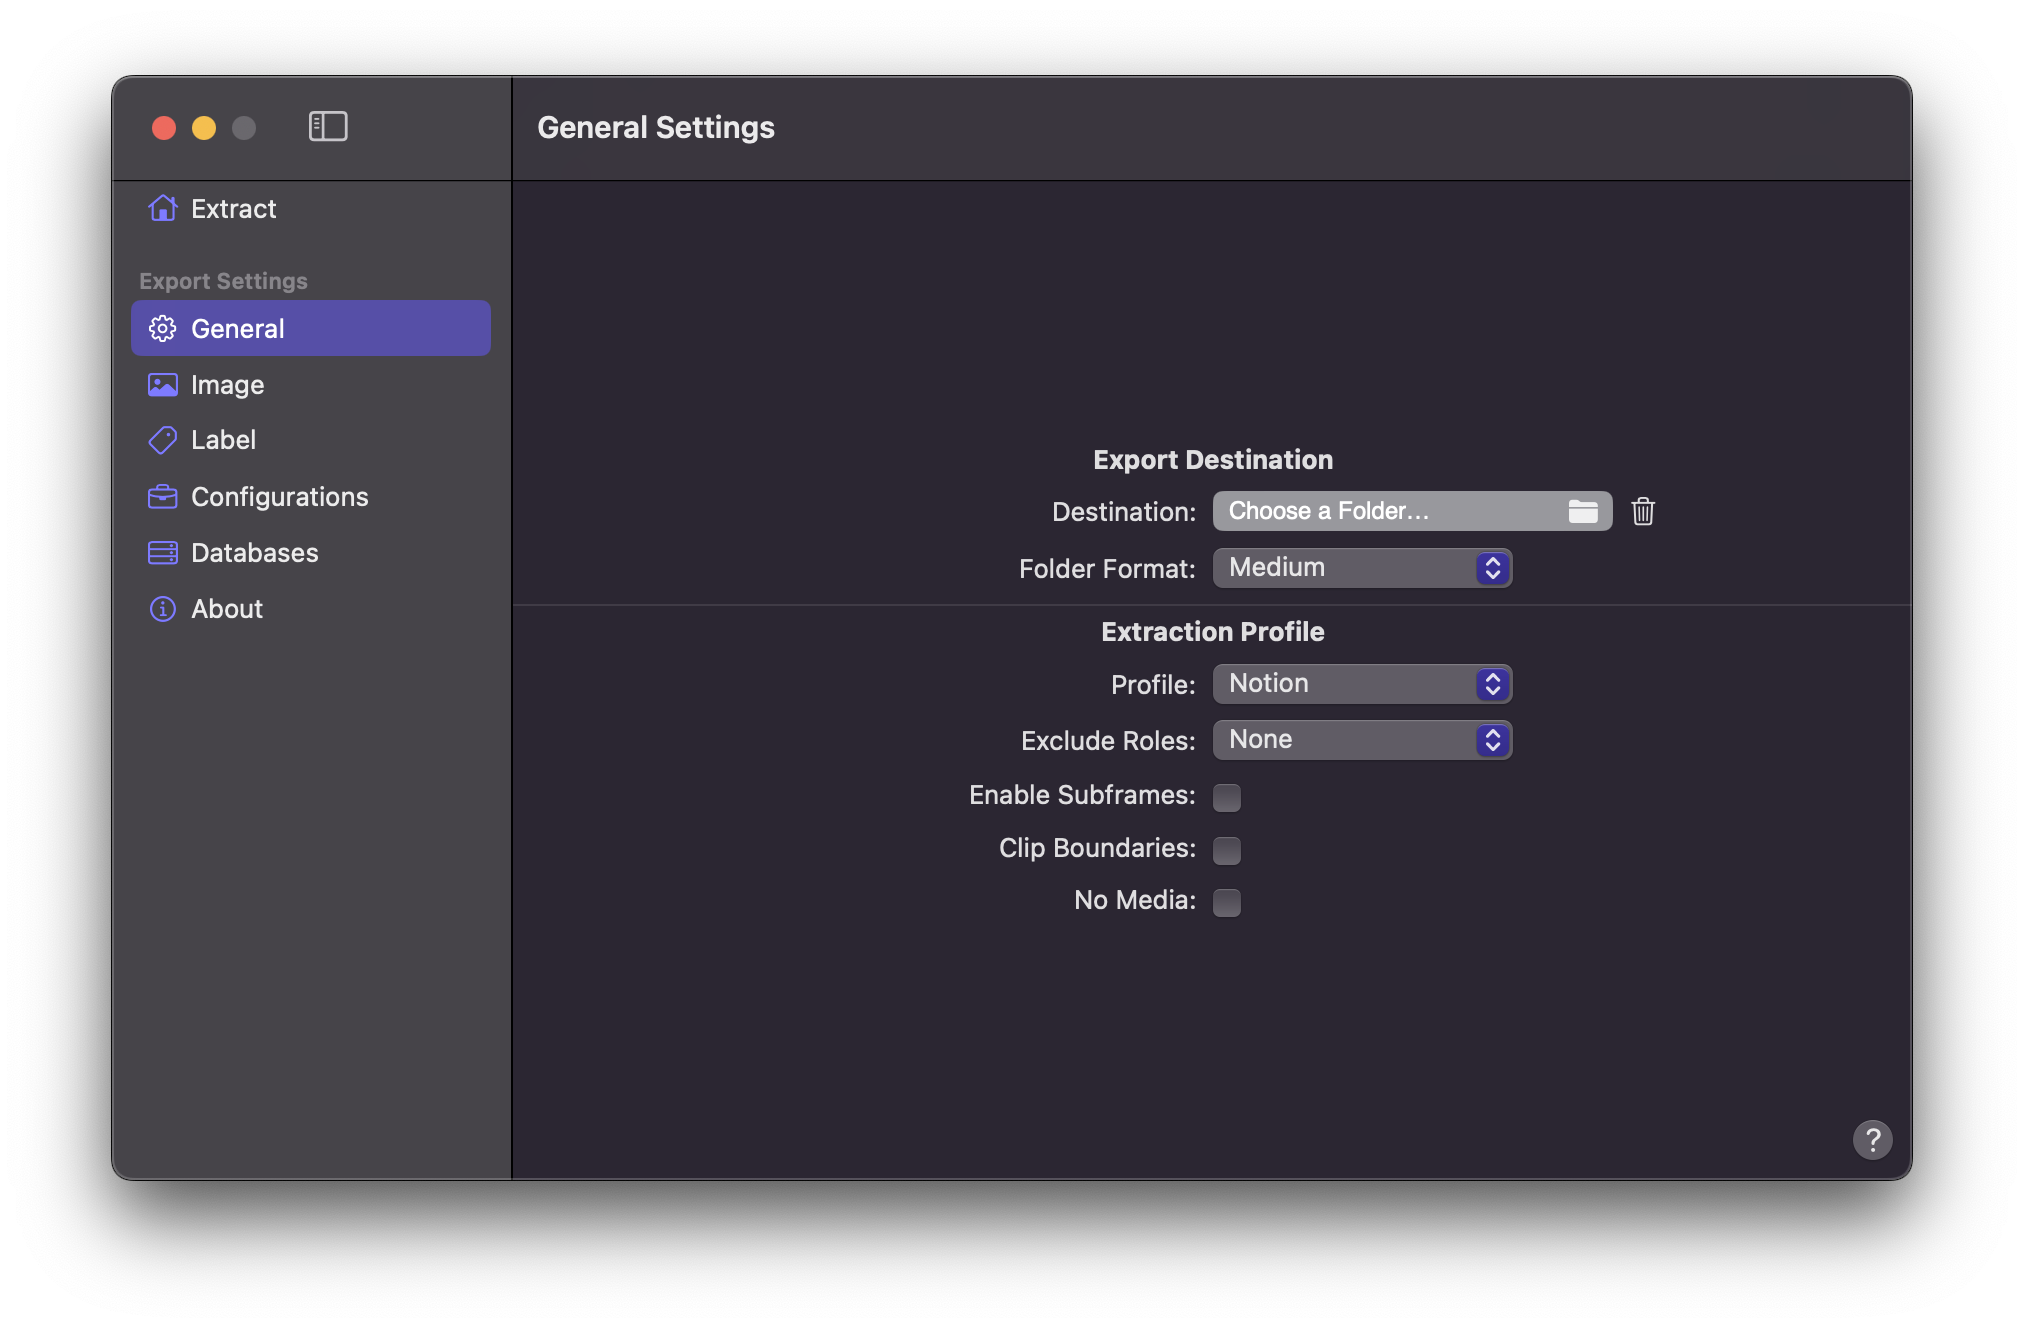 General Settings
Extract
Export Settings
General
Image
Label
Configurations
Databases
About
Export Destination
Destination: Choose a Folder...
Folder Format: Medium
Extraction Profile
Profile: Notion
Exclude Roles: None
Enable Subframes:
Clip Boundaries:
No Media:
?